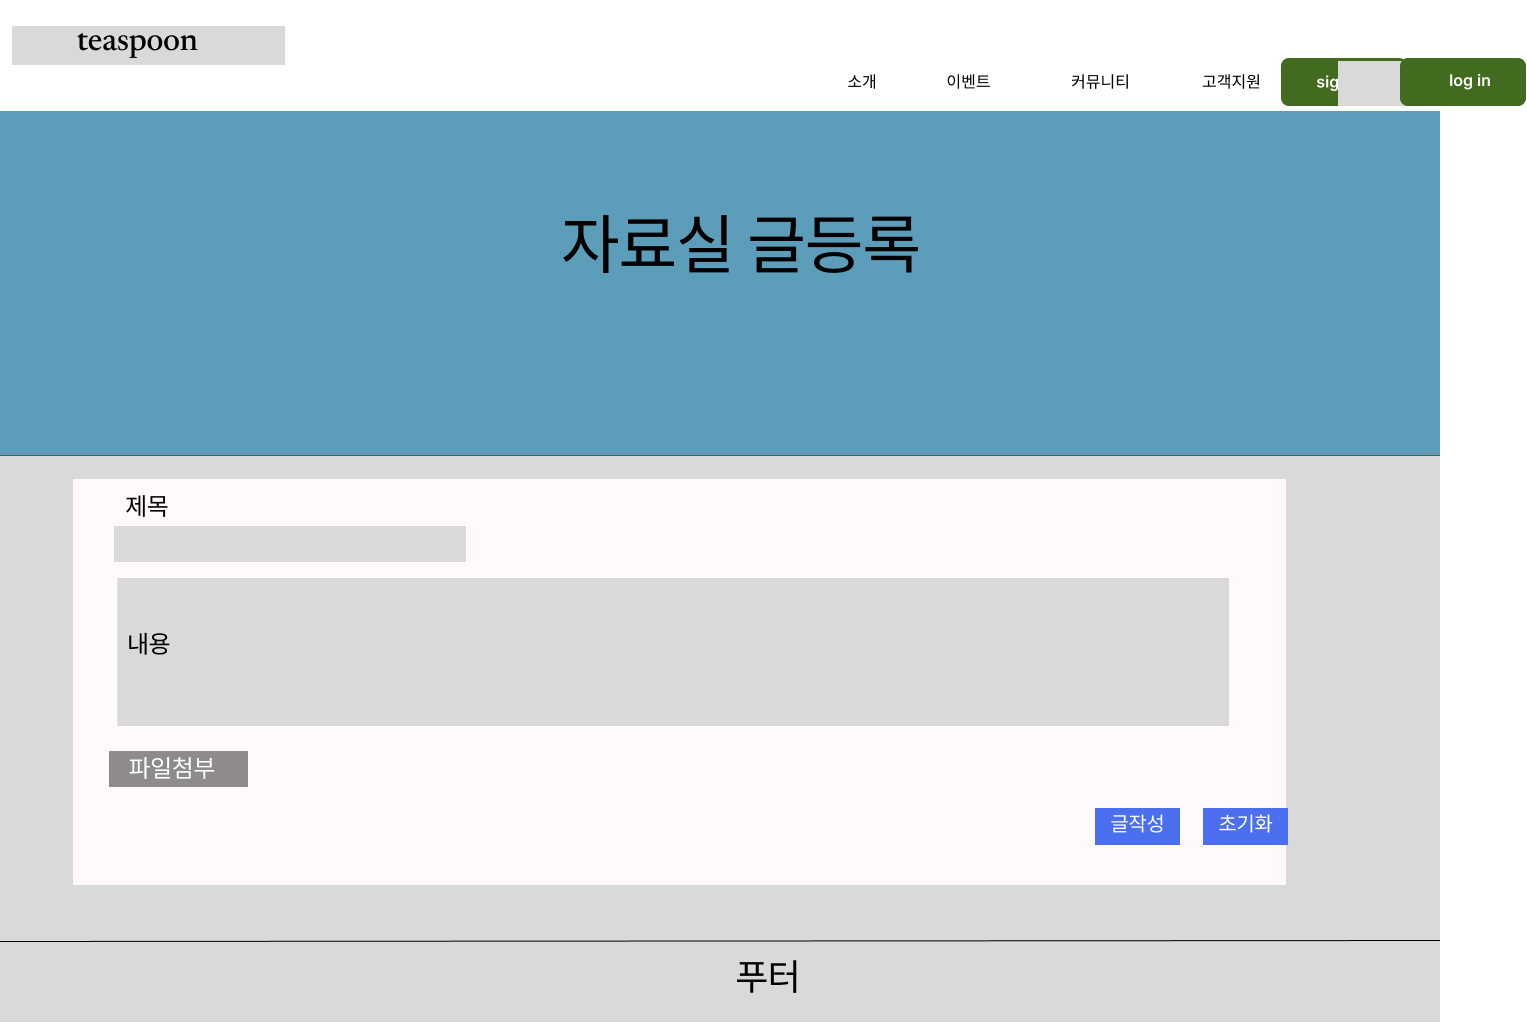 teaspoon
소개 이벤트 커뮤니티 고객지원 sig log in
자료실 글등록
제목
내용
파일첨부
글작성 초기화
푸터